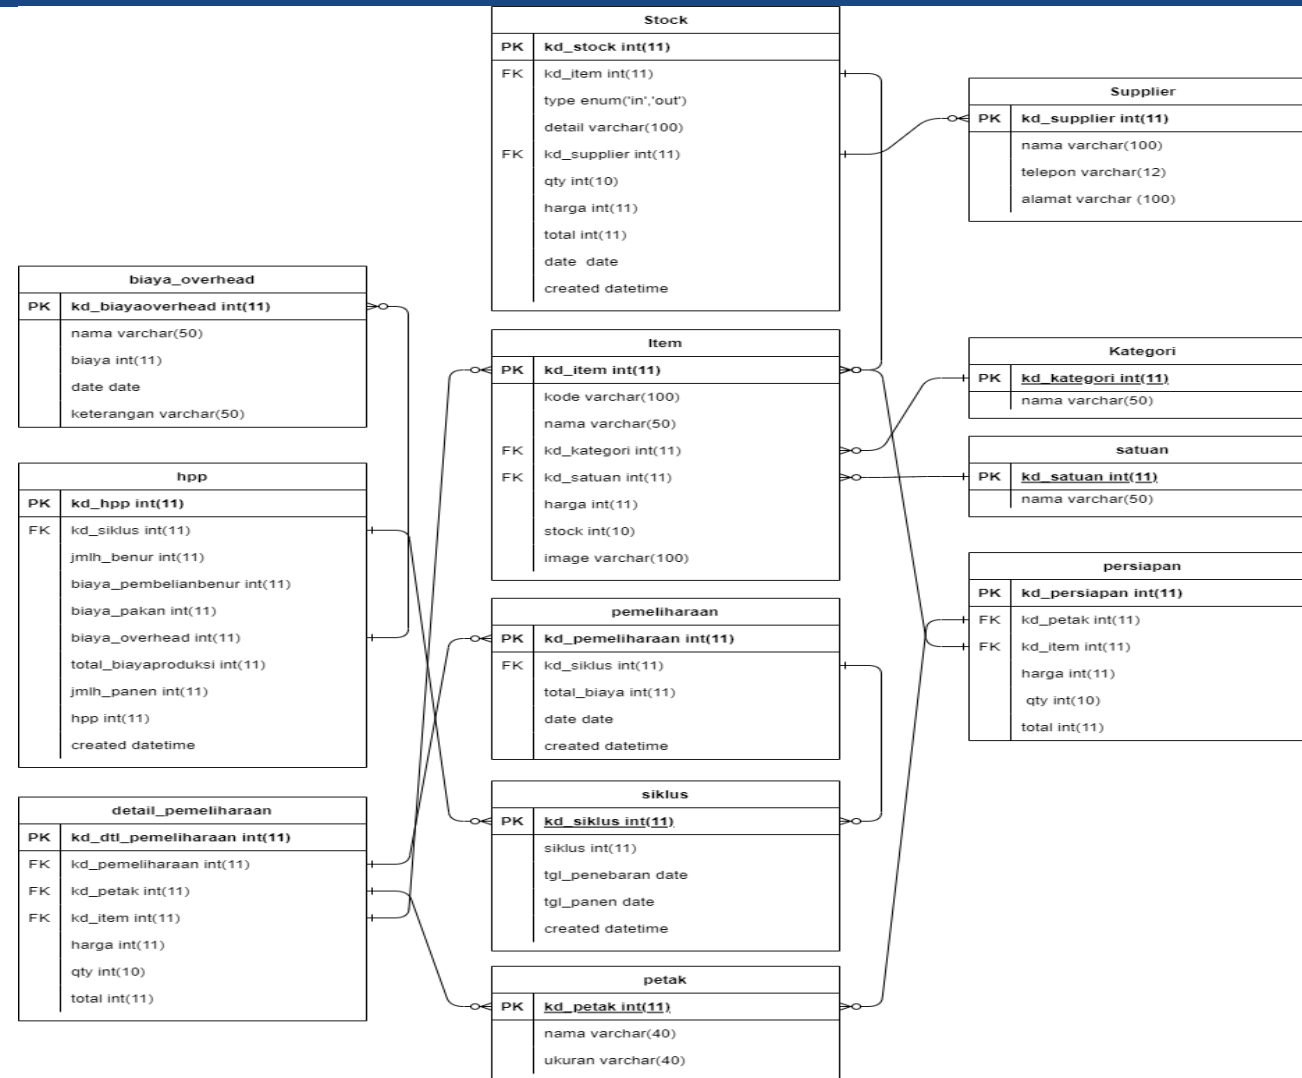 Stock
PK kd_stock int(11)
FK kd_item int(11)
type enum('in','out')
detail varchar(100)
FK kd_supplier int(11)
qty int(10)
harga int(11)
total int(11)
date  date
created datetime
Supplier
PK kd_supplier int(11)
nama varchar(100)
telepon varchar(12)
alamat varchar (100)
biaya_overhead
PK kd_biayaoverhead int(11)
nama varchar(50)
biaya int(11)
date date
keterangan varchar(50)
Item
PK kd_item int(11)
kode varchar(100)
nama varchar(50)
FK kd_kategori int(11)
FK kd_satuan int(11)
harga int(11)
stock int(10)
image varchar(100)
Kategori
PK kd_kategori int(11)
nama varchar(50)
satuan
PK kd_satuan int(11)
nama varchar(50)
hpp
PK kd_hpp int(11)
FK kd_siklus int(11)
jmlh_benur int(11)
biaya_pembelianbenur int(11)
biaya_pakan int(11)
biaya_overhead int(11)
total_biayaproduksi int(11)
jmlh_panen int(11)
hpp int(11)
created datetime
pemeliharaan
PK kd_pemeliharaan int(11)
FK kd_siklus int(11)
total_biaya int(11)
date date
created datetime
persiapan
PK kd_persiapan int(11)
FK kd_petak int(11)
FK kd_item int(11)
harga int(11)
qty int(10)
total int(11)
detail_pemeliharaan
PK kd_dtl_pemeliharaan int(11)
FK kd_pemeliharaan int(11)
FK kd_petak int(11)
FK kd_item int(11)
harga int(11)
qty int(10)
total int(11)
siklus
PK kd_siklus int(11)
siklus int(11)
tgl_penebaran date
tgl_panen date
created datetime
petak
PK kd_petak int(11)
nama varchar(40)
ukuran varchar(40)